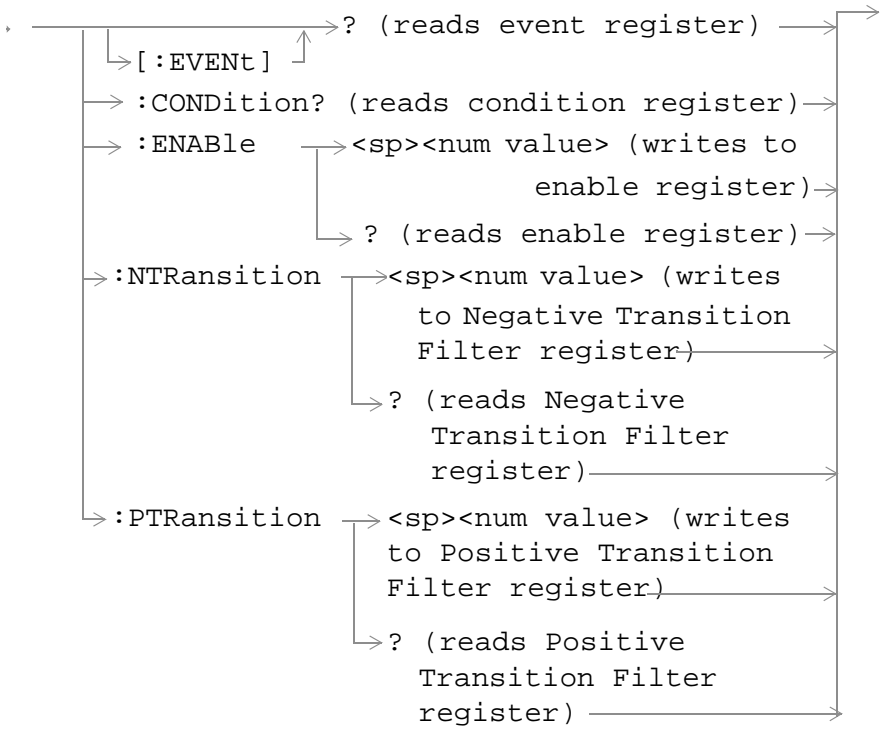 ? (reads event register)
[:EVENt]
:CONDition? (reads condition register)
:ENABle <sp><num value> (writes to
enable register)
? (reads enable register)
:NTRansition <sp><num value> (writes
to Negative Transition
Filter register)
? (reads Negative
Transition Filter
register)
:PTRansition <sp><num value> (writes
to Positive Transition
Filter register)
? (reads Positive
Transition Filter
register)